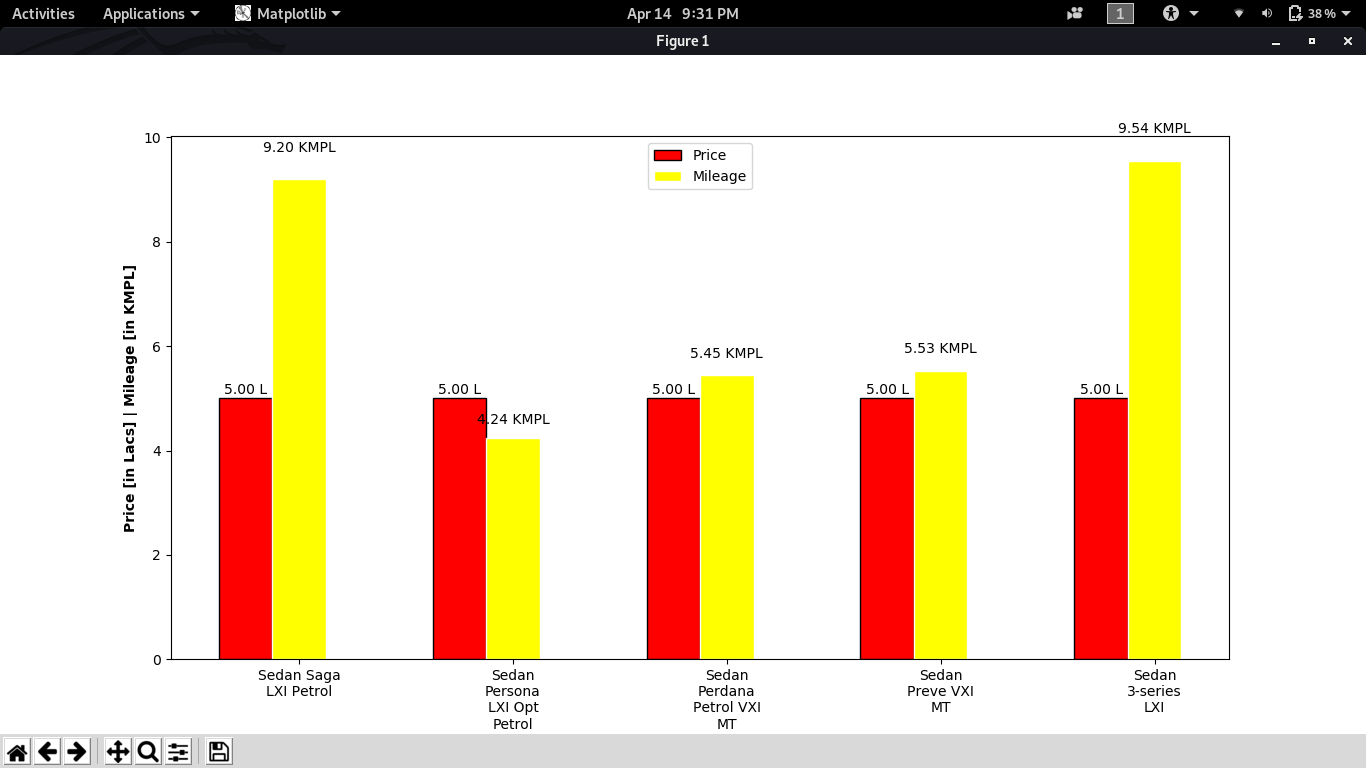 Activities Applications Matplotlib Apr 14 9:31 PM 1 38 %
Figure 1
9.54 KMPL
10
9.20 KMPL
Price
Mileage
8
6
5.45 KMPL
5.53 KMPL
5.00 L
5.00 L
5.00 L
5.00 L
5.00 L
4.24 KMPL
4
2
0
Price [in Lacs] | Mileage [in KMPL]
Sedan Saga
LXI Petrol
Sedan
Persona
LXI Opt
Petrol
Sedan
Perdana
Petrol VXI
MT
Sedan
Preve VXI
MT
Sedan
3-series
LXI